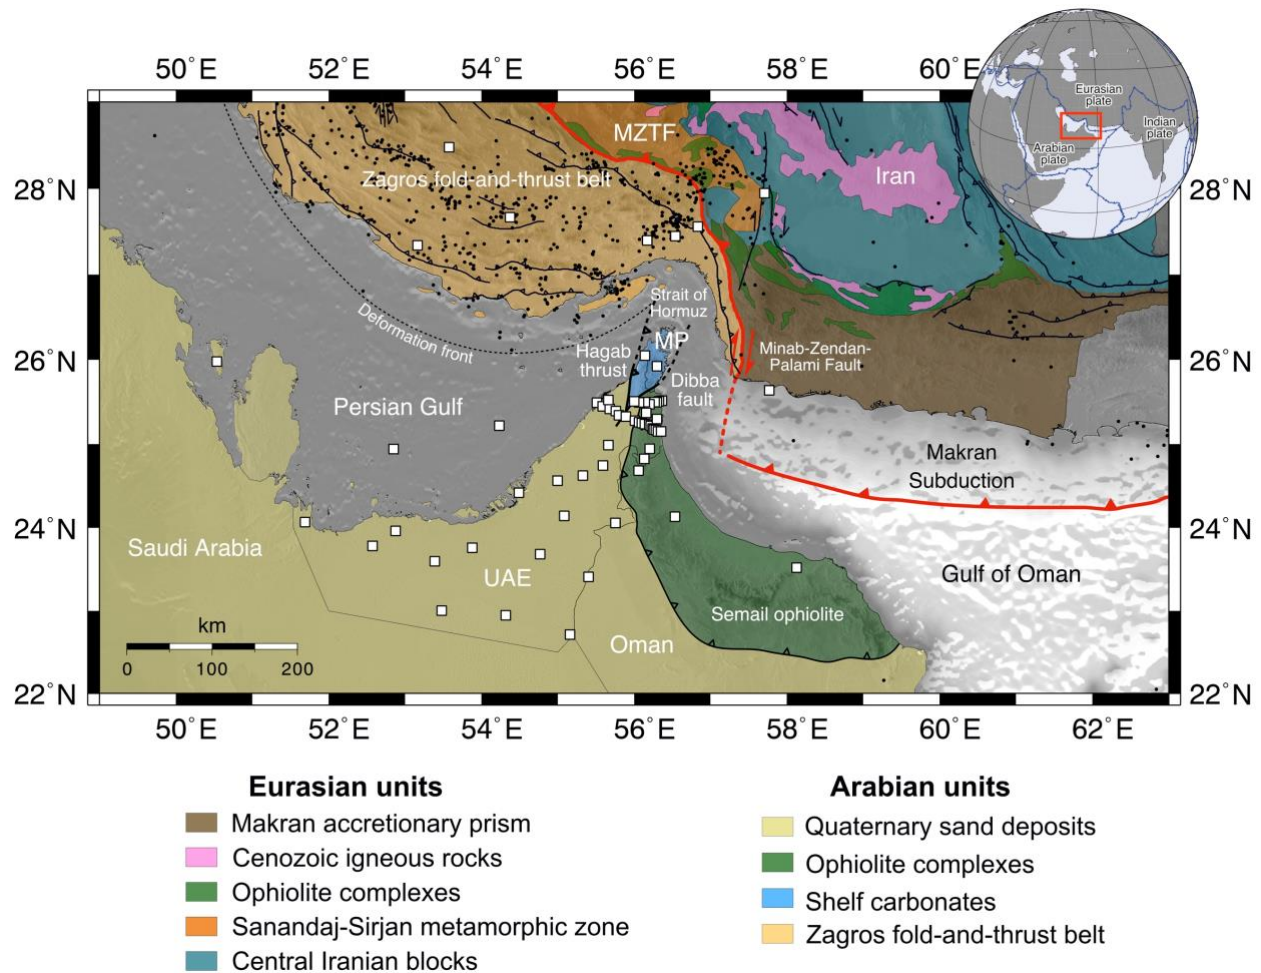 50°E 52°E 54°E 56°E 58°E 60°E
Eurasian
plate
Indian
plate
Arabian
plate
MZTF
28°N
Zagros fold-and-thrust belt
Iran
28°N
Strait of
Hormuz
Deformation front
MP
26°N
Hagab
thrust
Minab-Zendan-
Palami Fault
26°N
Dibba
fault
Persian Gulf
Makran
Subduction
24°N
24°N
Saudi Arabia
UAE
Gulf of Oman
Semail ophiolite
km
0 100 200
Oman
22°N
22°N
50°E 52°E 54°E 56°E 58°E 60°E 62°E
Eurasian units
Makran accretionary prism
Cenozoic igneous rocks
Ophiolite complexes
Sanandaj-Sirjan metamorphic zone
Central Iranian blocks
Arabian units
Quaternary sand deposits
Ophiolite complexes
Shelf carbonates
Zagros fold-and-thrust belt